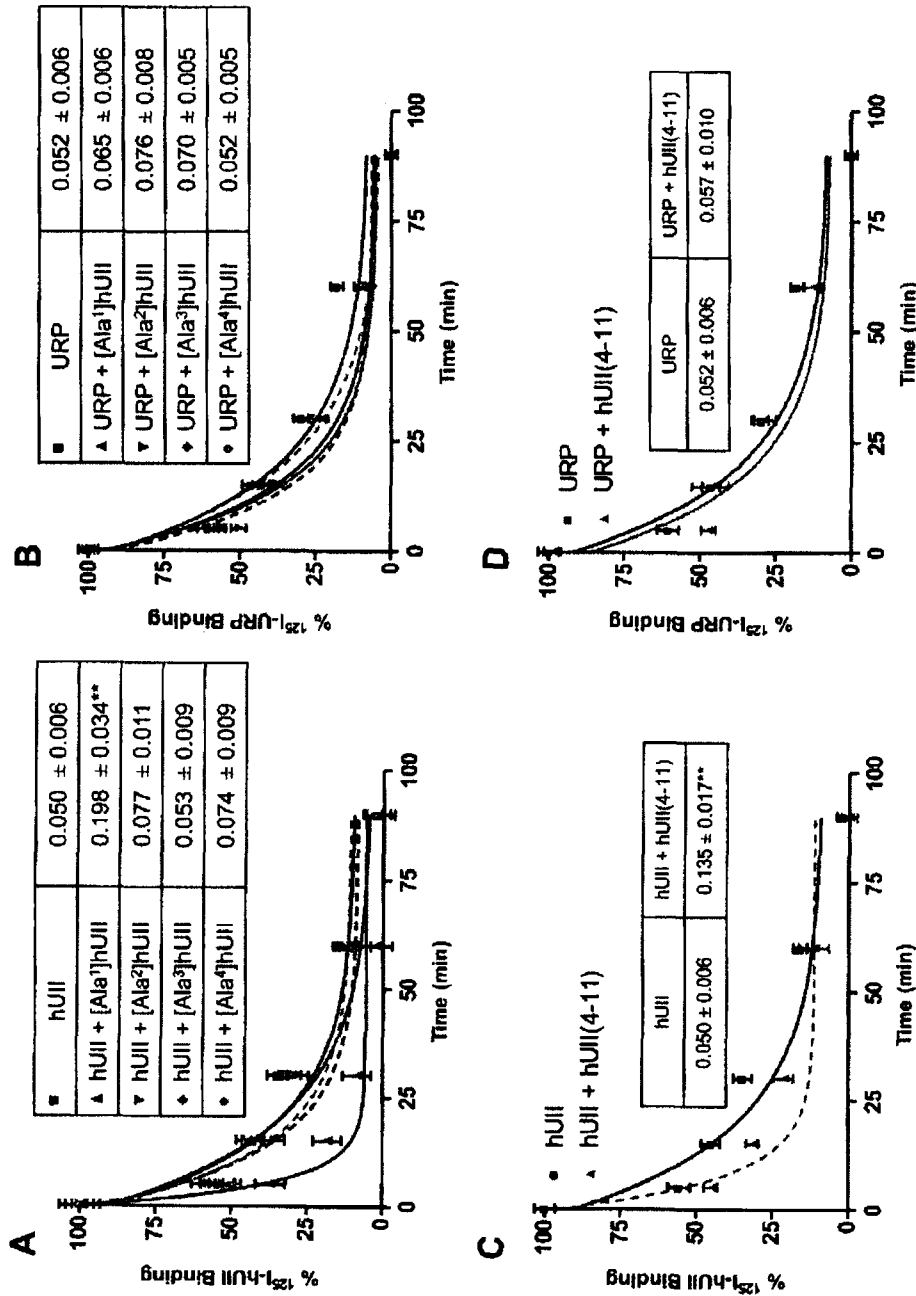 A
hUII 0.050 ± 0.006
hUII + [Ala¹]hUII 0.198 ± 0.034**
hUII + [Ala²]hUII 0.077 ± 0.011
hUII + [Ala³]hUII 0.053 ± 0.009
hUII + [Ala⁴]hUII 0.074 ± 0.009
% ¹²⁵I-hUII Binding
100
75
50
25
0
0 25 50 75 100
Time (min)
B
URP 0.052 ± 0.006
URP + [Ala¹]hUII 0.065 ± 0.006
URP + [Ala²]hUII 0.076 ± 0.008
URP + [Ala³]hUII 0.070 ± 0.005
URP + [Ala⁴]hUII 0.052 ± 0.005
% ¹²⁵I-URP Binding
100
75
50
25
0
0 25 50 75 100
Time (min)
C
hUII
hUII + hUII(4-11)
hUII hUII + hUII(4-11)
0.050 ± 0.006 0.135 ± 0.017**
% ¹²⁵I-hUII Binding
100
75
50
25
0
0 25 50 75 100
Time (min)
D
URP
URP + hUII(4-11)
URP URP + hUII(4-11)
0.052 ± 0.006 0.057 ± 0.010
% ¹²⁵I-URP Binding
100
75
50
25
0
0 25 50 75 100
Time (min)